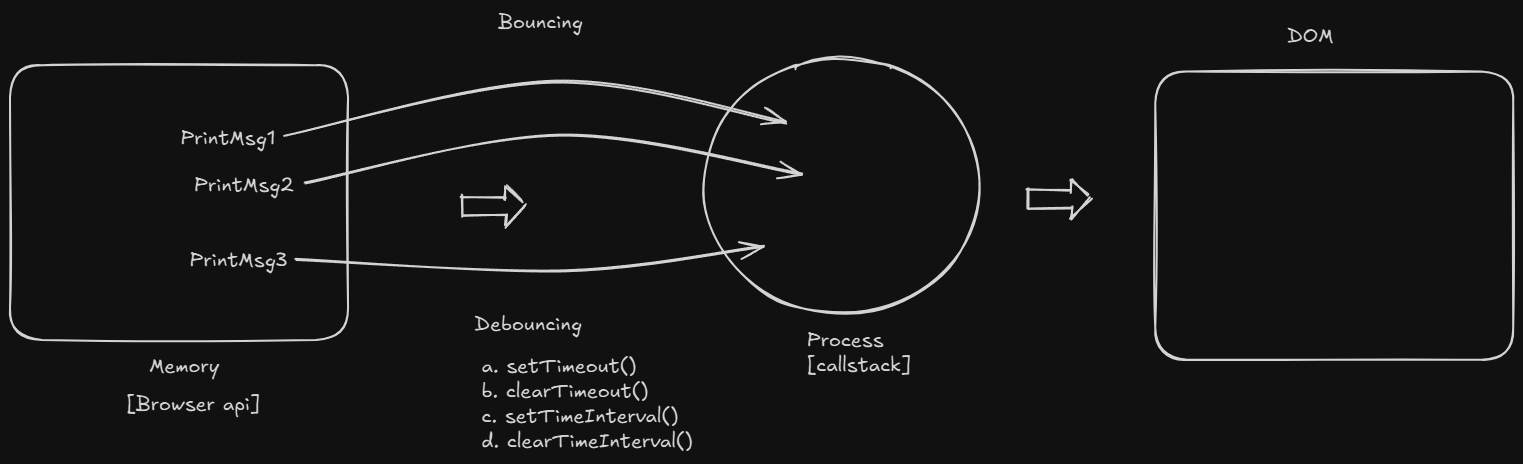 Bouncing
DOM
PrintMsg1
PrintMsg2
PrintMsg3
Debouncing
a. setTimeout()
b. clearTimeout()
c. setTimeInterval()
d. clearTimeInterval()
Process
[callstack]
Memory
[Browser api]